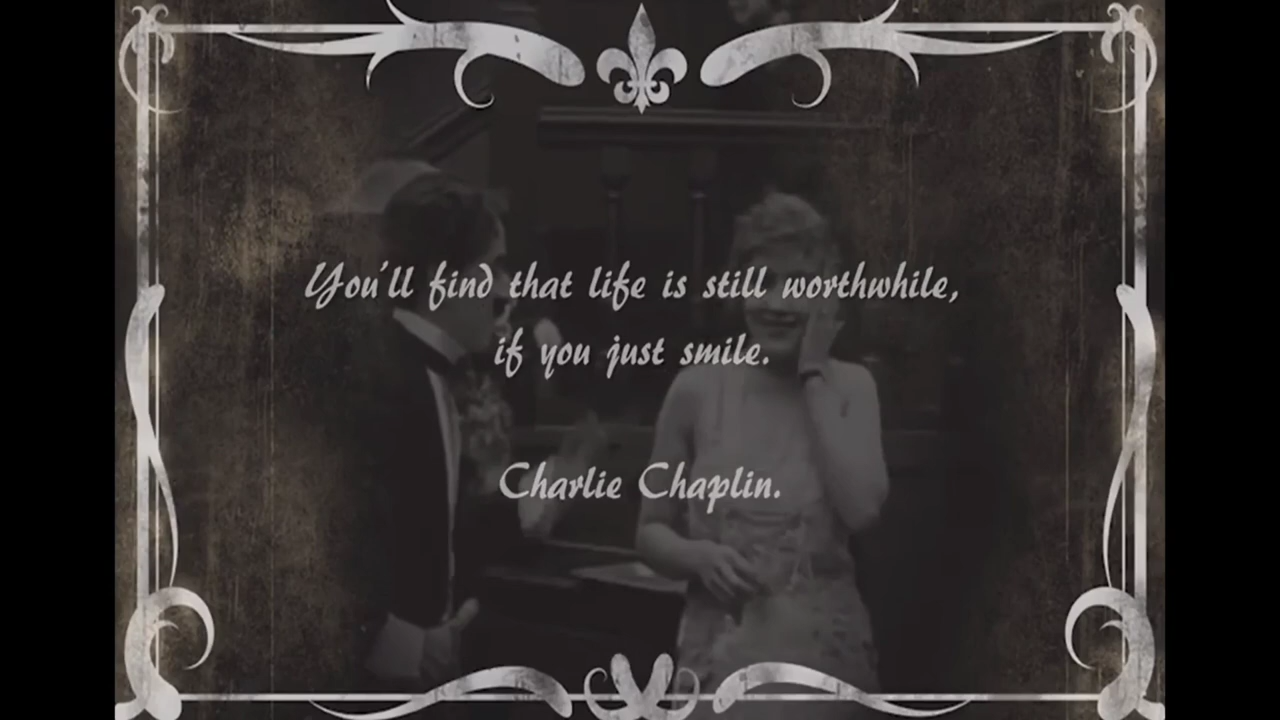 You'll find that life is still worthwhile,
if you just smile.
Charlie Chaplin.